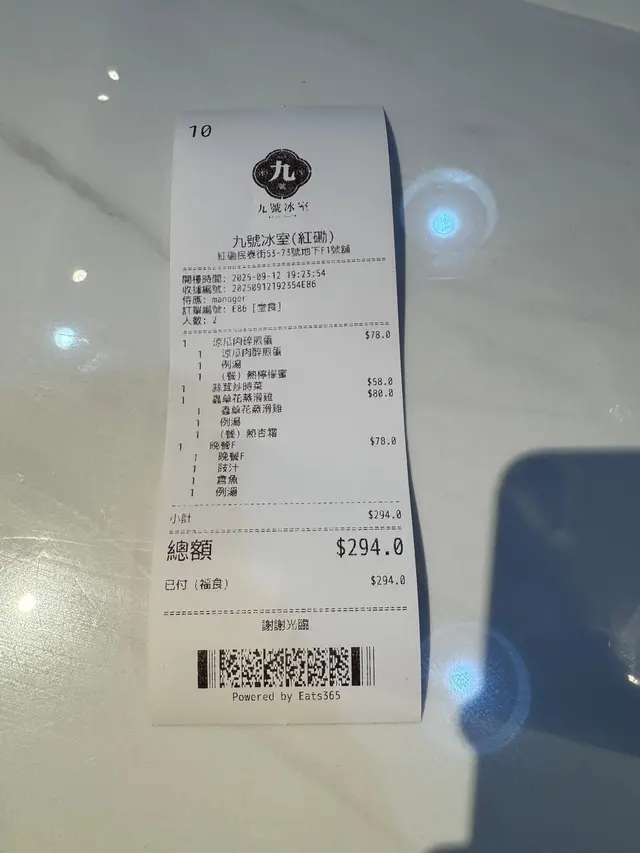 10
九
號
九號冰室
九號冰室(紅磡)
紅磡民泰街53-73號地下F1號舖
開檯時間: 2025-09-12 19:23:54
收據編號: 20250912192354E86
侍應: manager
訂單編號: E86 [堂食]
人數: 2
1 涼瓜肉碎煎蛋 $78.0
1 涼瓜肉醉煎蛋
1 例湯
1 (餐) 熱檸檬蜜
1 蒜茸炒時菜 $58.0
1 蟲草花蒸滑雞 $80.0
1 蟲草花蒸滑雞
1 例湯
1 (餐) 熱杏霜
1 晚餐F $78.0
1 晚餐F
1 豉汁
1 倉魚
1 例湯
小計 $294.0
總額 $294.0
已付 (福食) $294.0
謝謝光臨
Powered by Eats365